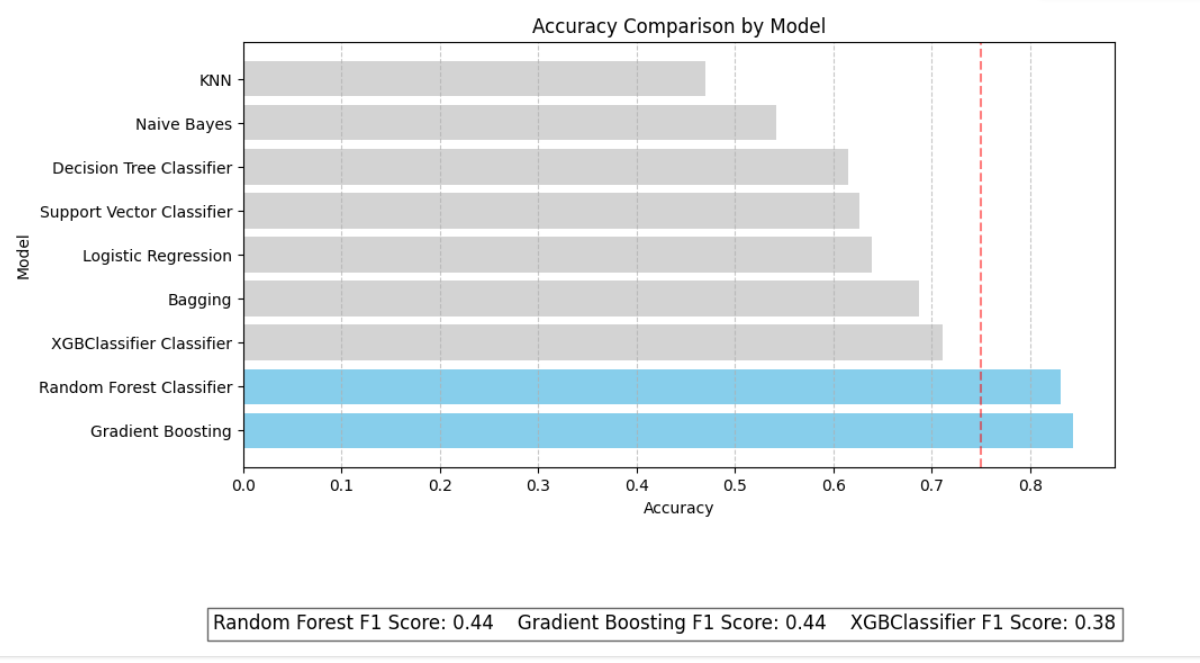 Accuracy Comparison by Model
KNN
Naive Bayes
Decision Tree Classifier
Support Vector Classifier
Logistic Regression
Bagging
XGBClassifier Classifier
Random Forest Classifier
Gradient Boosting
Model
0.0 0.1 0.2 0.3 0.4 0.5 0.6 0.7 0.8
Accuracy
Random Forest F1 Score: 0.44 Gradient Boosting F1 Score: 0.44 XGBClassifier F1 Score: 0.38